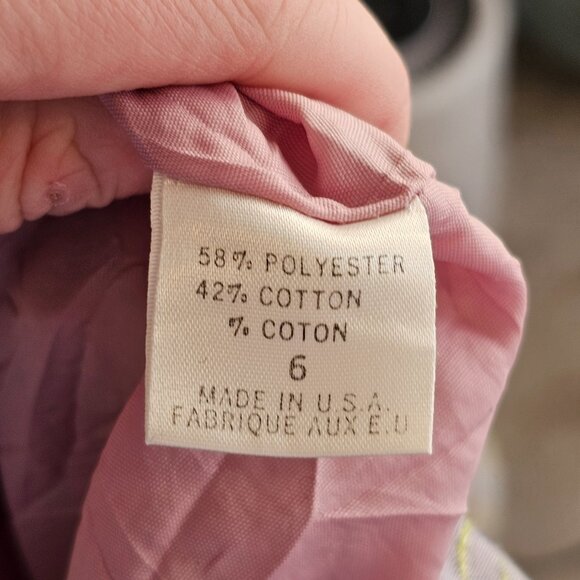 58% POLYESTER
42% COTTON
% COTON
6
MADE IN U.S.A.
FABRIQUE AUX E.U